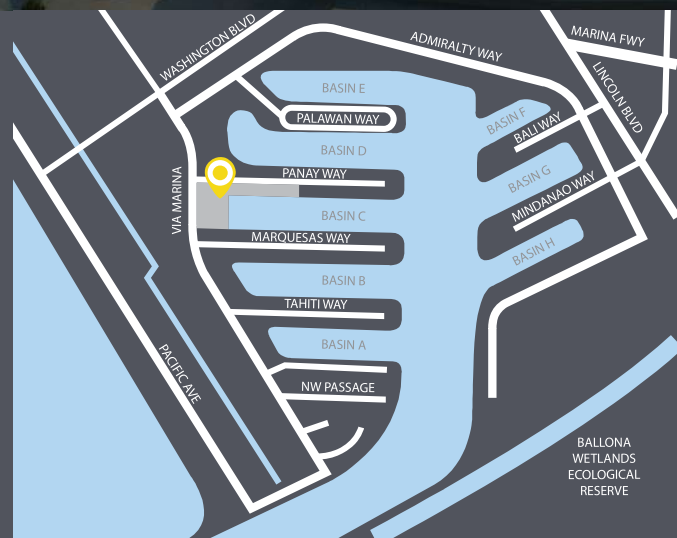 WASHINGTON BLVD
ADMIRALTY WAY
MARINA FWY
LINCOLN BLVD
BASIN E
PALAWAN WAY
BASIN F
BALI WAY
BASIN D
PANAY WAY
BASIN G
MINDANAO WAY
VIA MARINA
BASIN C
MARQUESAS WAY
BASIN H
BASIN B
TAHITI WAY
BASIN A
PACIFIC AVE
NW PASSAGE
BALLONA
WETLANDS
ECOLOGICAL
RESERVE